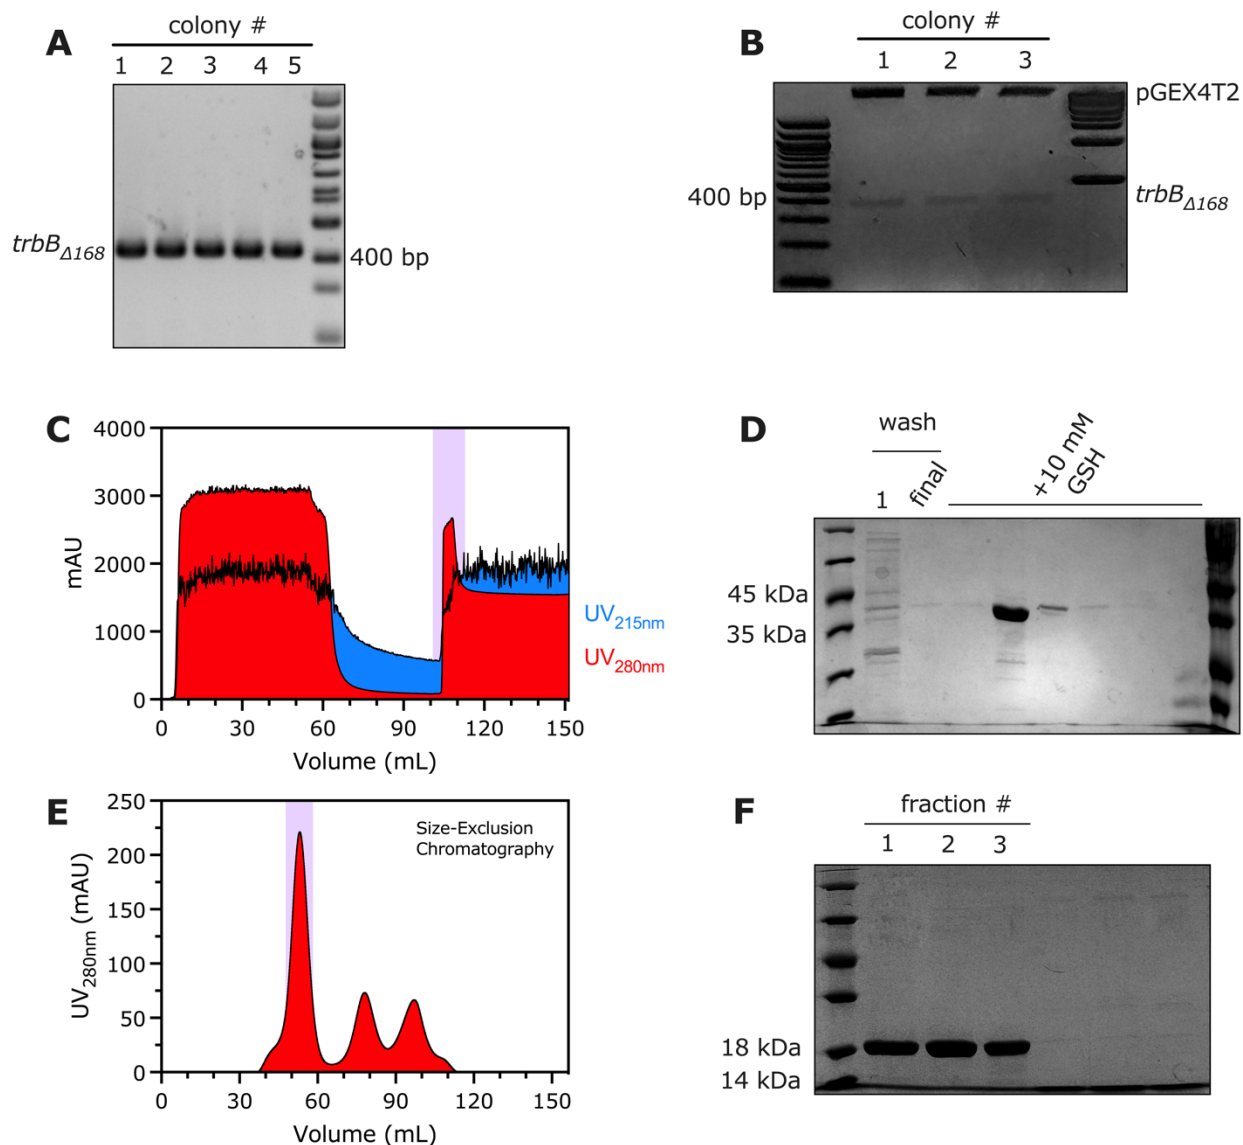 A
colony #
1 2 3 4 5
trbBΔ168
400 bp
B
colony #
1 2 3
pGEX4T2
400 bp
trbBΔ168
C
4000
3000
2000
1000
0
mAU
0 30 60 90 120 150
Volume (mL)
UV215nm
UV280nm
D
wash
1
final
+10 mM
GSH
45 kDa
35 kDa
E
250
200
150
100
50
0
UV280nm (mAU)
Size-Exclusion
Chromatography
0 30 60 90 120 150
Volume (mL)
F
fraction #
1 2 3
18 kDa
14 kDa